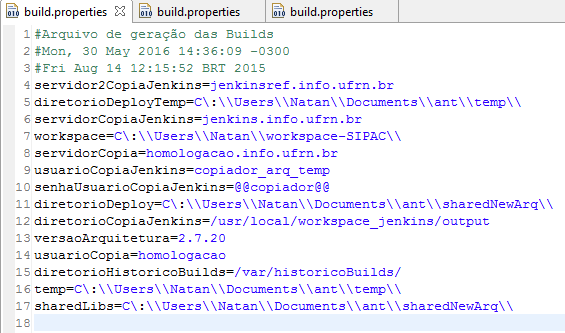 build.properties build.properties build.properties
1 #Arquivo de geração das Builds
2 #Mon, 30 May 2016 14:36:09 -0300
3 #Fri Aug 14 12:15:52 BRT 2015
4 servidor2CopiaJenkins=jenkinsref.info.ufrn.br
5 diretorioDeployTemp=C\:\\Users\\Natan\\Documents\\ant\\temp\\
6 servidorCopiaJenkins=jenkins.info.ufrn.br
7 workspace=C\:\\Users\\Natan\\workspace-SIPAC\\
8 servidorCopia=homologacao.info.ufrn.br
9 usuarioCopiaJenkins=copiador_arq_temp
10 senhaUsuarioCopiaJenkins=@@copiador@@
11 diretorioDeploy=C\:\\Users\\Natan\\Documents\\ant\\sharedNewArq\\
12 diretorioCopiaJenkins=/usr/local/workspace_jenkins/output
13 versaoArquitetura=2.7.20
14 usuarioCopia=homologacao
15 diretorioHistoricoBuilds=/var/historicoBuilds/
16 temp=C\:\\Users\\Natan\\Documents\\ant\\temp\\
17 sharedLibs=C\:\\Users\\Natan\\Documents\\ant\\sharedNewArq\\
18